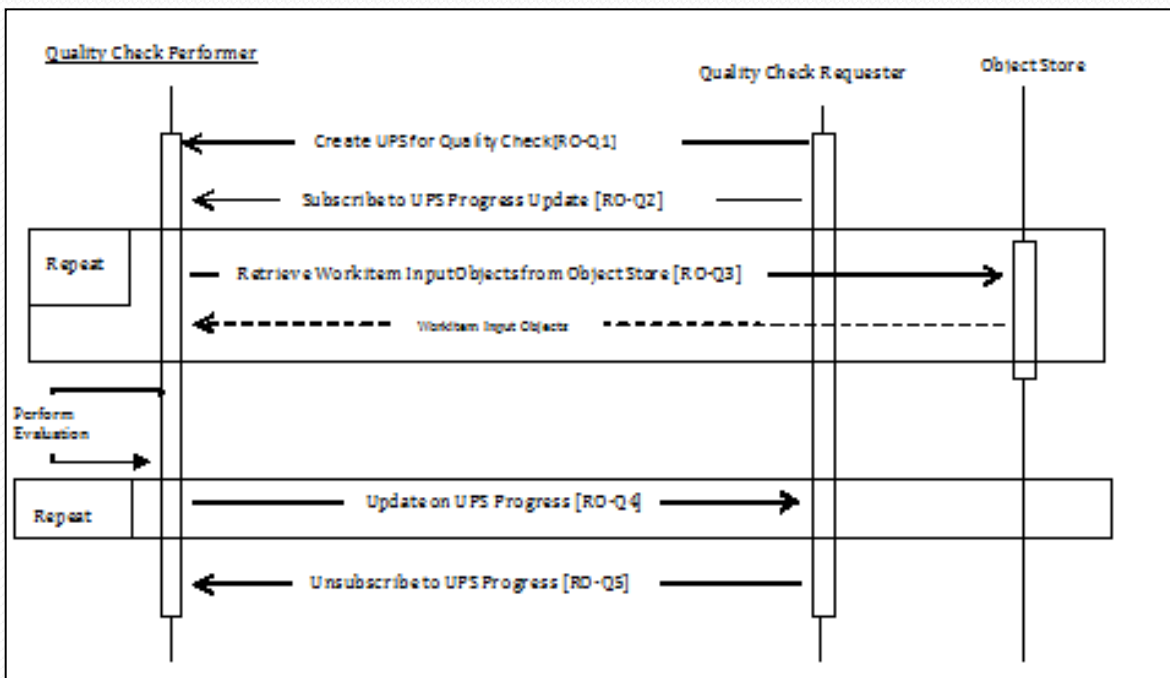 Quality Check Performer
Quality Check Requester
Object Store
Create UPS for Quality Check[RO-Q1]
Subscribe to UPS Progress Update [RO-Q2]
Repeat
Retrieve Workitem Input Objects from Object Store [RO-Q3]
Workitem Input Objects
Perform
Evaluation
Update on UPS Progress [RO-Q4]
Repeat
Unsubscribe to UPS Progress [RO-Q5]